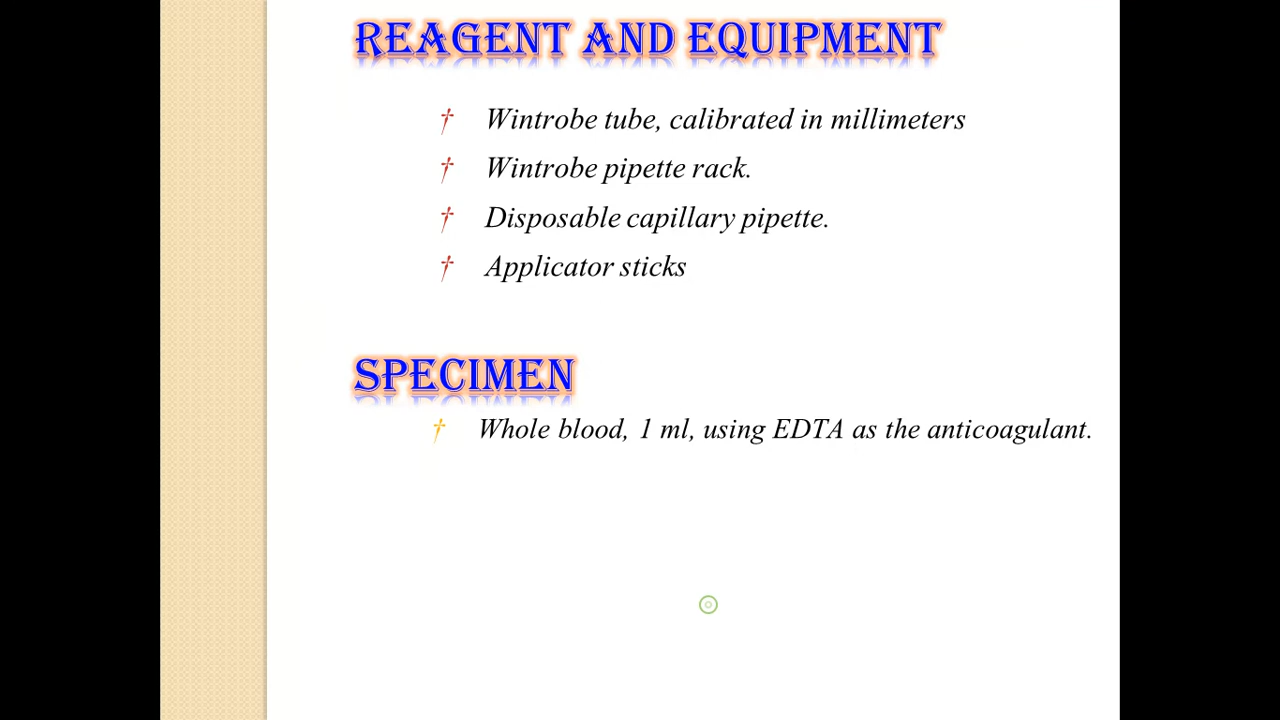 REAGENT AND EQUIPMENT
† Wintrobe tube, calibrated in millimeters
† Wintrobe pipette rack.
† Disposable capillary pipette.
† Applicator sticks
SPECIMEN
† Whole blood, 1 ml, using EDTA as the anticoagulant.